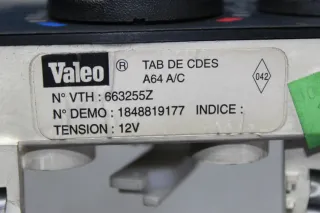 Valeo ® TAB DE CDES
A64 A/C
042
N° VTH : 663255Z
N° DEMO : 1848819177 INDICE :
TENSION : 12V